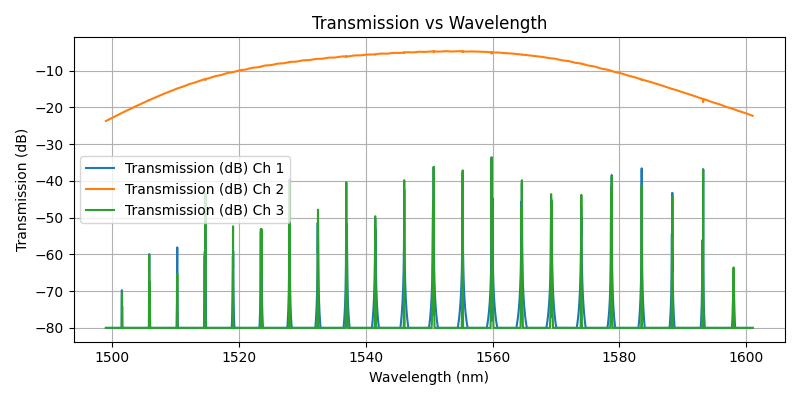 Transmission vs Wavelength
Transmission (dB)
−10
−20
−30
−40
−50
−60
−70
−80
Transmission (dB) Ch 1
Transmission (dB) Ch 2
Transmission (dB) Ch 3
1500
1520
1540
1560
1580
1600
Wavelength (nm)